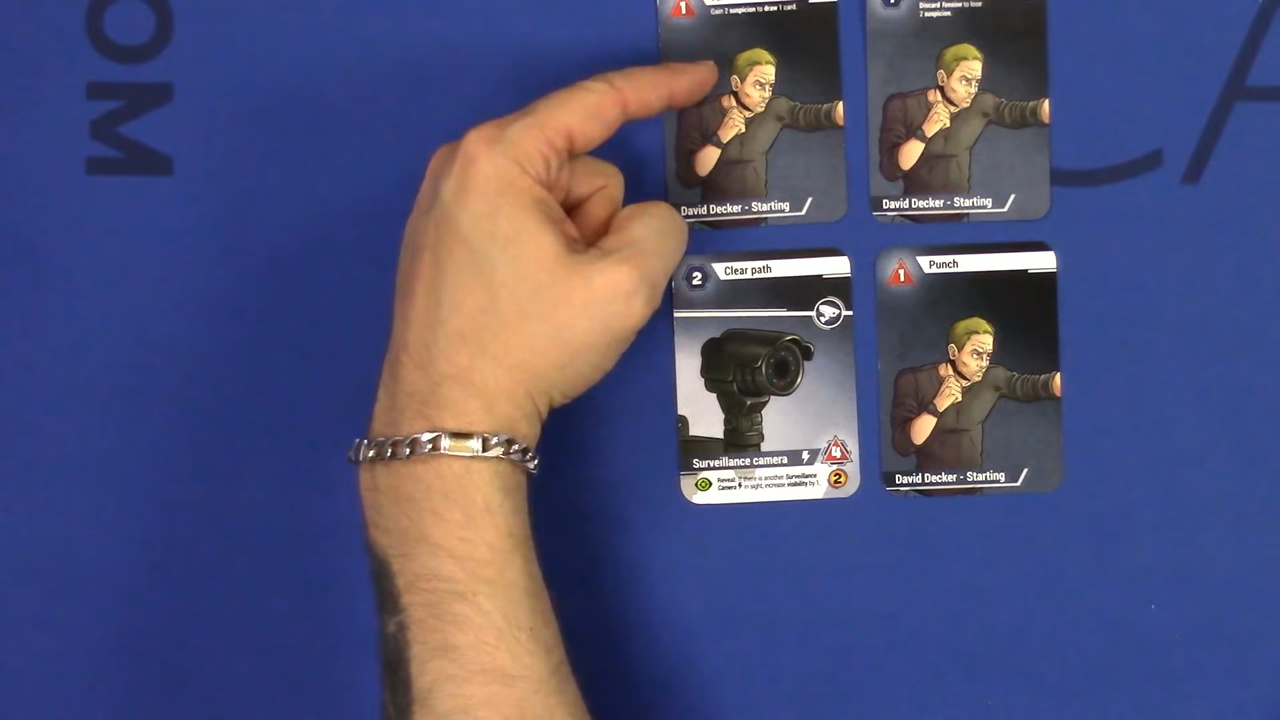 1
Gain 2 suspicion to draw 1 card.
Discard Tension to lose
2 suspicion.
David Decker - Starting
David Decker - Starting
2
Clear path
1
Punch
4
Surveillance camera
Reveal: If there is another Surveillance
Camera in sight, increase visibility by 1.
2
David Decker - Starting
OM
CA